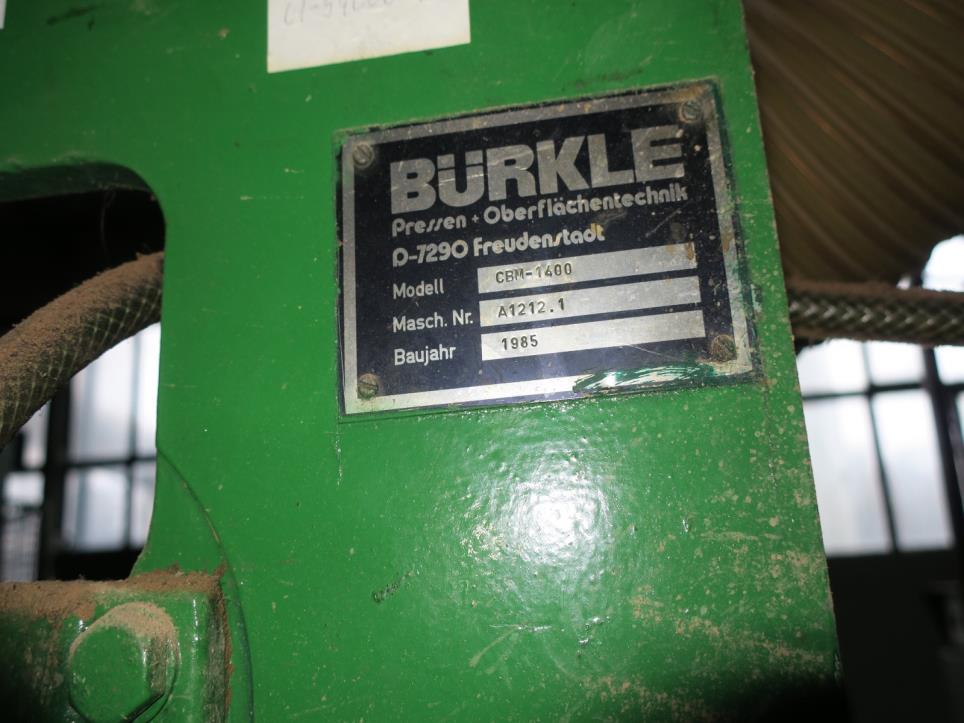 BÜRKLE
Pressen + Oberflächentechnik
D-7290 Freudenstadt
Modell CBM-1400
Masch. Nr. A1212.1
Baujahr 1985